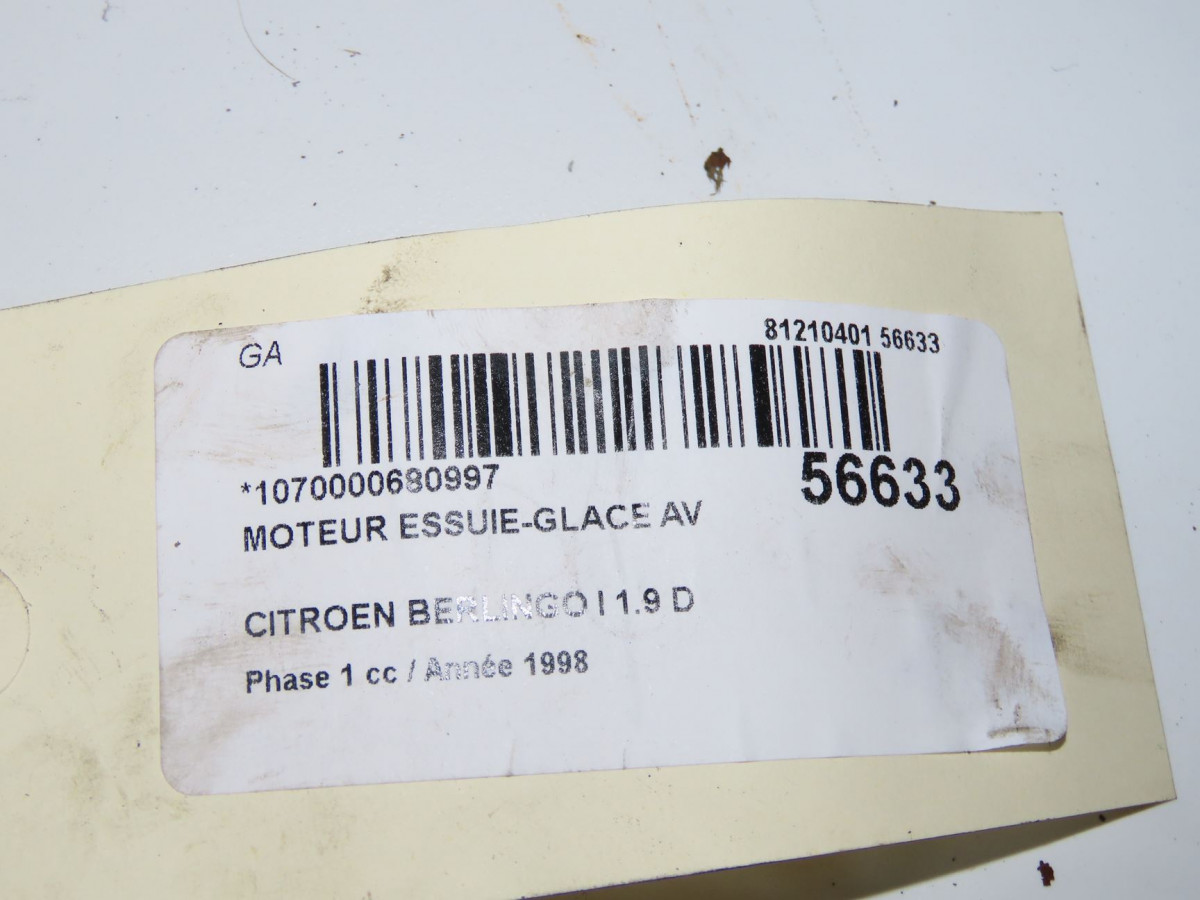 GA
81210401 56633
*1070000680997
56633
MOTEUR ESSUIE-GLACE AV
CITROEN BERLINGO I 1.9 D
Phase 1 cc / Année 1998